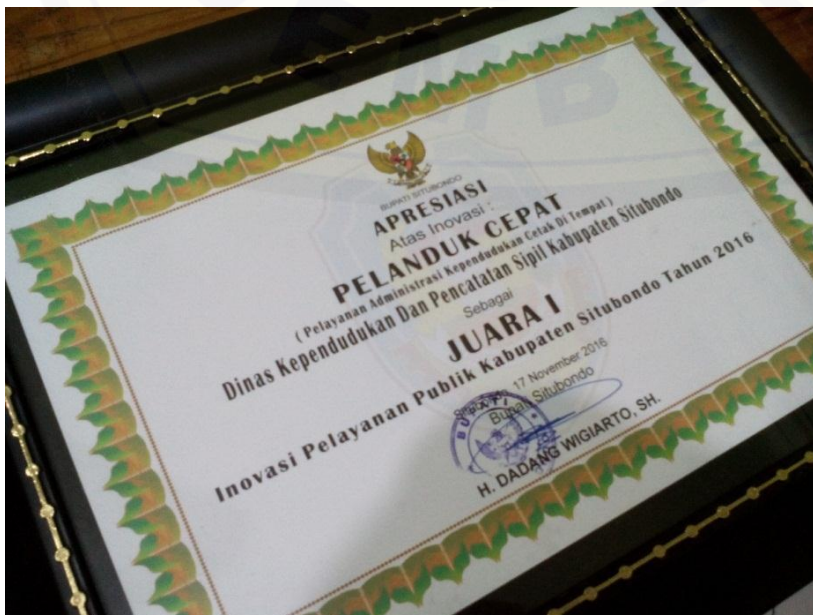 BUPATI SITUBONDO
APRESIASI
Atas Inovasi :
PELANDUK CEPAT
( Pelayanan Administrasi Kependudukan Cetak Di Tempat )
Dinas Kependudukan Dan Pencatatan Sipil Kabupaten Situbondo
Sebagai
JUARA I
Inovasi Pelayanan Publik Kabupaten Situbondo Tahun 2016
17 November 2016
Bupati Situbondo
BUPATI
H. DADANG WIGIARTO, SH.